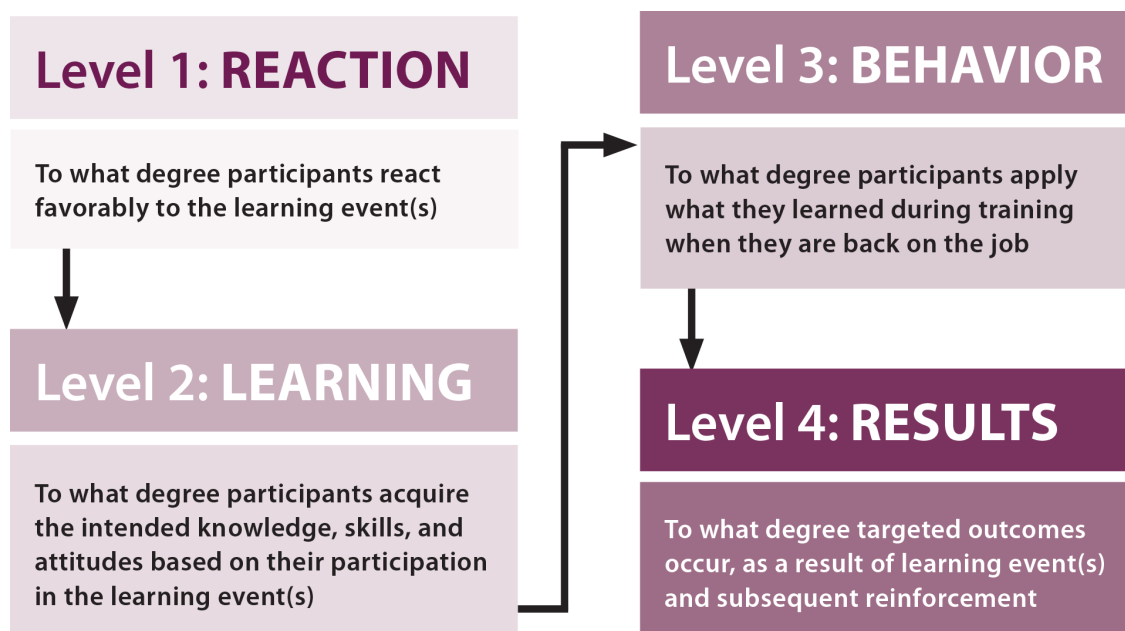 Level 1: REACTION
To what degree participants react
favorably to the learning event(s)
Level 2: LEARNING
To what degree participants acquire
the intended knowledge, skills, and
attitudes based on their participation
in the learning event(s)
Level 3: BEHAVIOR
To what degree participants apply
what they learned during training
when they are back on the job
Level 4: RESULTS
To what degree targeted outcomes
occur, as a result of learning event(s)
and subsequent reinforcement